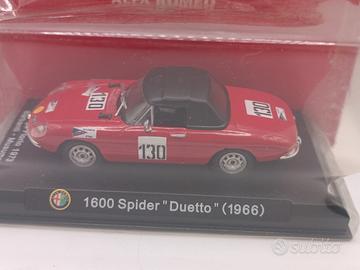 ALFA ROMEO
130
130
130
1600 Spider "Duetto" (1966)
subito